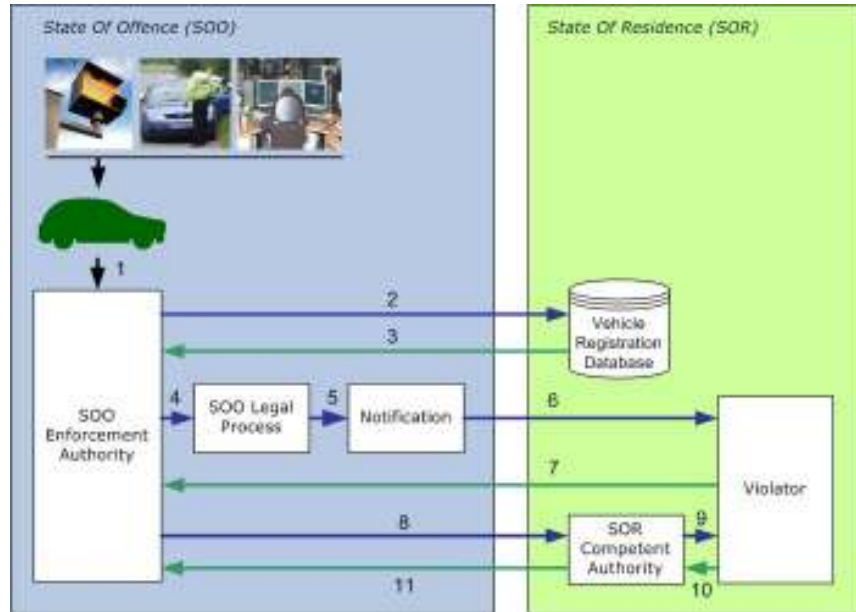 State Of Offence (SOO)
State Of Residence (SOR)
1
2
3
Vehicle
Registration
Database
4
SOO Legal
Process
5
Notification
6
SOO
Enforcement
Authority
7
Violator
8
SOR
Competent
Authority
9
10
11